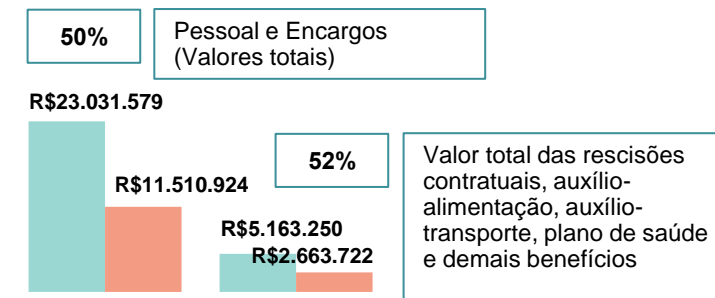 50%
Pessoal e Encargos
(Valores totais)
R$23.031.579
R$11.510.924
52%
Valor total das rescisões
contratuais, auxílio-
alimentação, auxílio-
transporte, plano de saúde
e demais benefícios
R$5.163.250
R$2.663.722